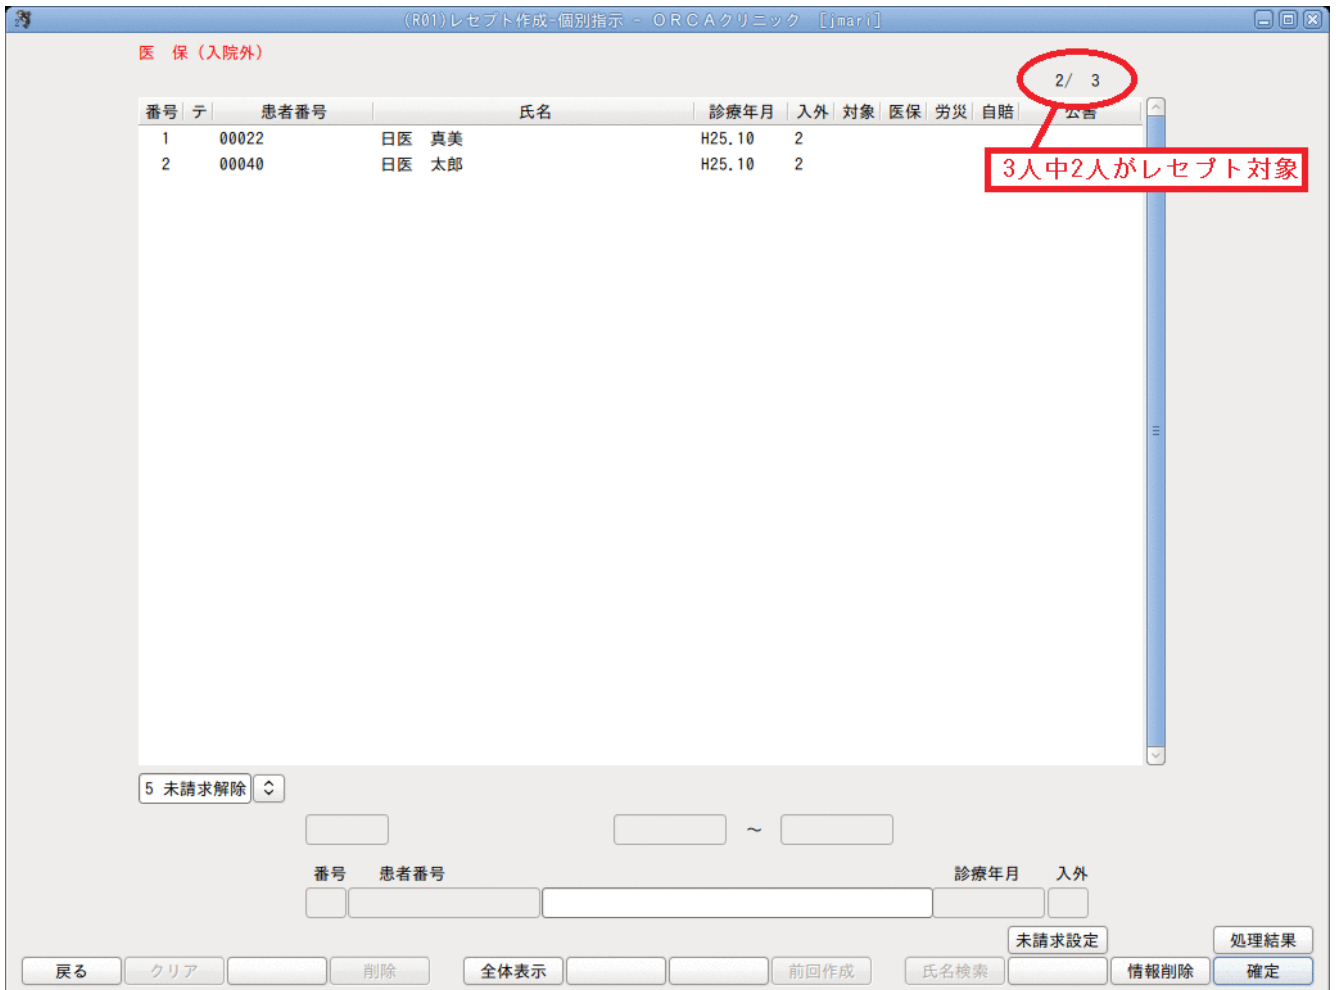 (R01)レセプト作成-個別指示 - ORCAクリニック [jmari]
医 保（入院外）
2/ 3
番号 テ 患者番号 氏名 診療年月 入外 対象 医保 労災 自賠 公害
1 00022 日医 真美 H25.10 2
2 00040 日医 太郎 H25.10 2
3人中2人がレセプト対象
5 未請求解除
～
番号 患者番号 診療年月 入外
未請求設定 処理結果
戻る クリア 削除 全体表示 前回作成 氏名検索 情報削除 確定